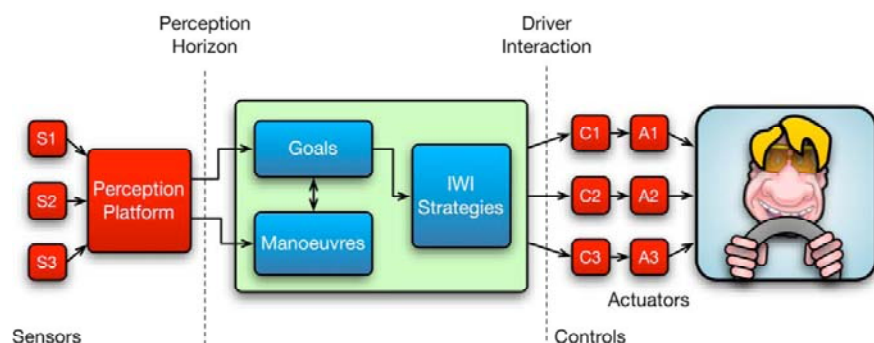 Perception
Horizon
Driver
Interaction
S1
S2
S3
Perception
Platform
Goals
Manoeuvres
IWI
Strategies
C1
A1
C2
A2
C3
A3
Actuators
Sensors
Controls